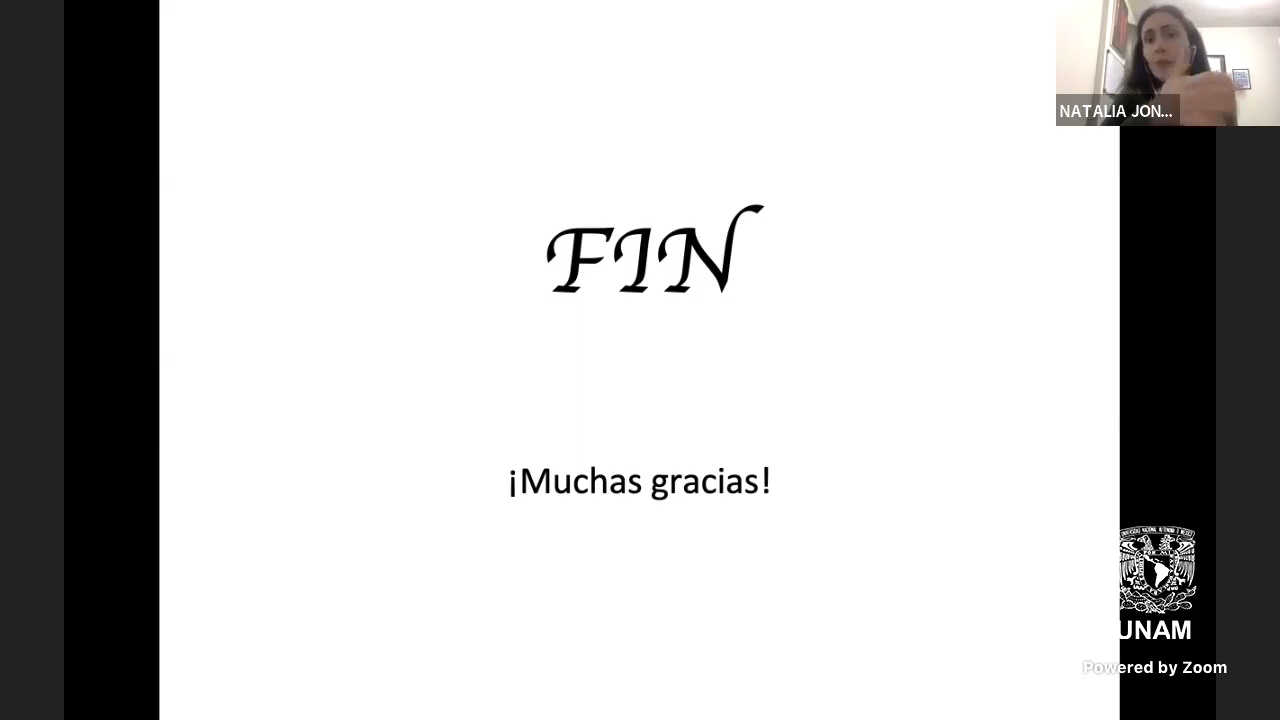 NATALIA JON...
FIN
¡Muchas gracias!
UNAM
Powered by Zoom